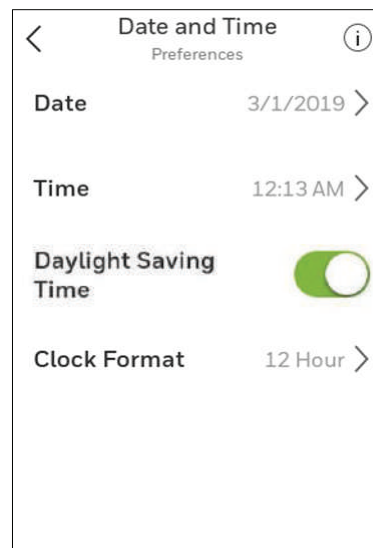 Date and Time
Preferences
Date 3/1/2019
Time 12:13 AM
Daylight Saving
Time
Clock Format 12 Hour